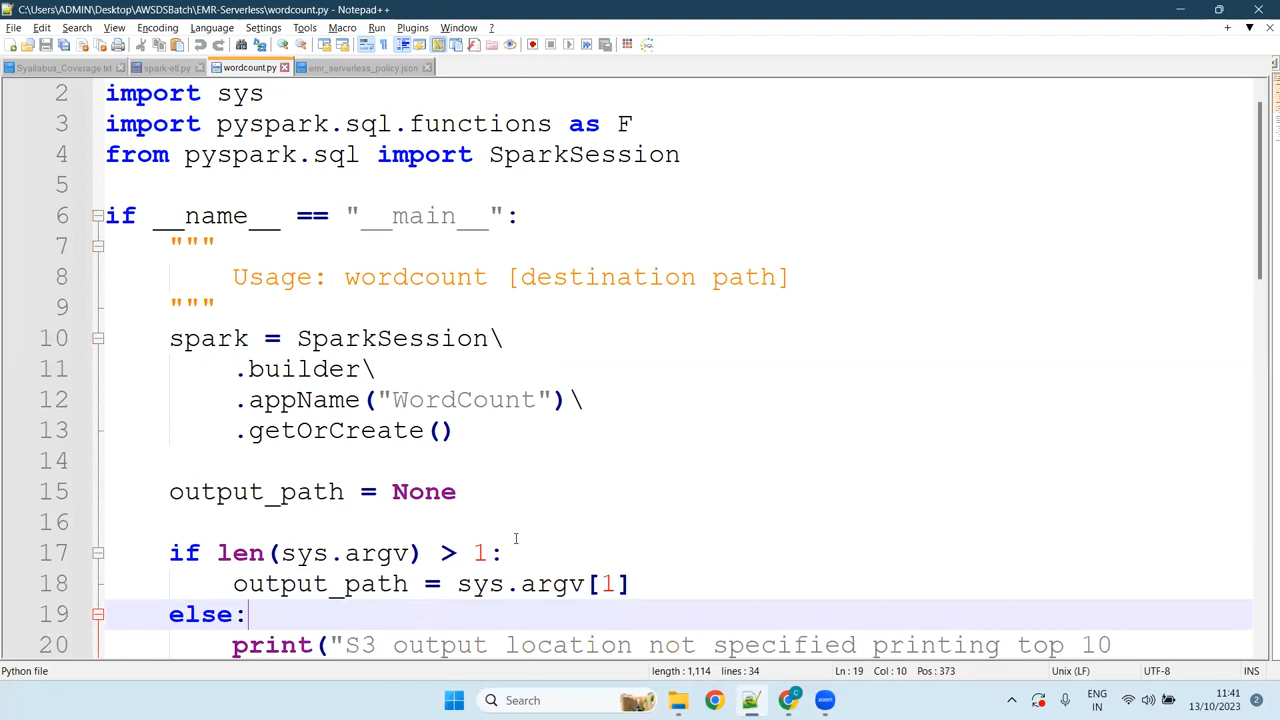 C:\Users\ADMIN\Desktop\AWSDSBatch\EMR-Serverless\wordcount.py - Notepad++
File Edit Search View Encoding Language Settings Tools Macro Run Plugins Window ?
Syallabus_Coverage.txt spark-etl.py wordcount.py emr_serverless_policy.json
2 import sys
3 import pyspark.sql.functions as F
4 from pyspark.sql import SparkSession
5
6 if __name__ == "__main__":
7 """
8 Usage: wordcount [destination path]
9 """
10 spark = SparkSession\
11 .builder\
12 .appName("WordCount")\
13 .getOrCreate()
14
15 output_path = None
16
17 if len(sys.argv) > 1:
18 output_path = sys.argv[1]
19 else:
20 print("S3 output location not specified printing top 10
Python file length : 1,114 lines : 34 Ln : 19 Col : 10 Pos : 373 Unix (LF) UTF-8 INS
Search ENG IN 11:41 13/10/2023 2